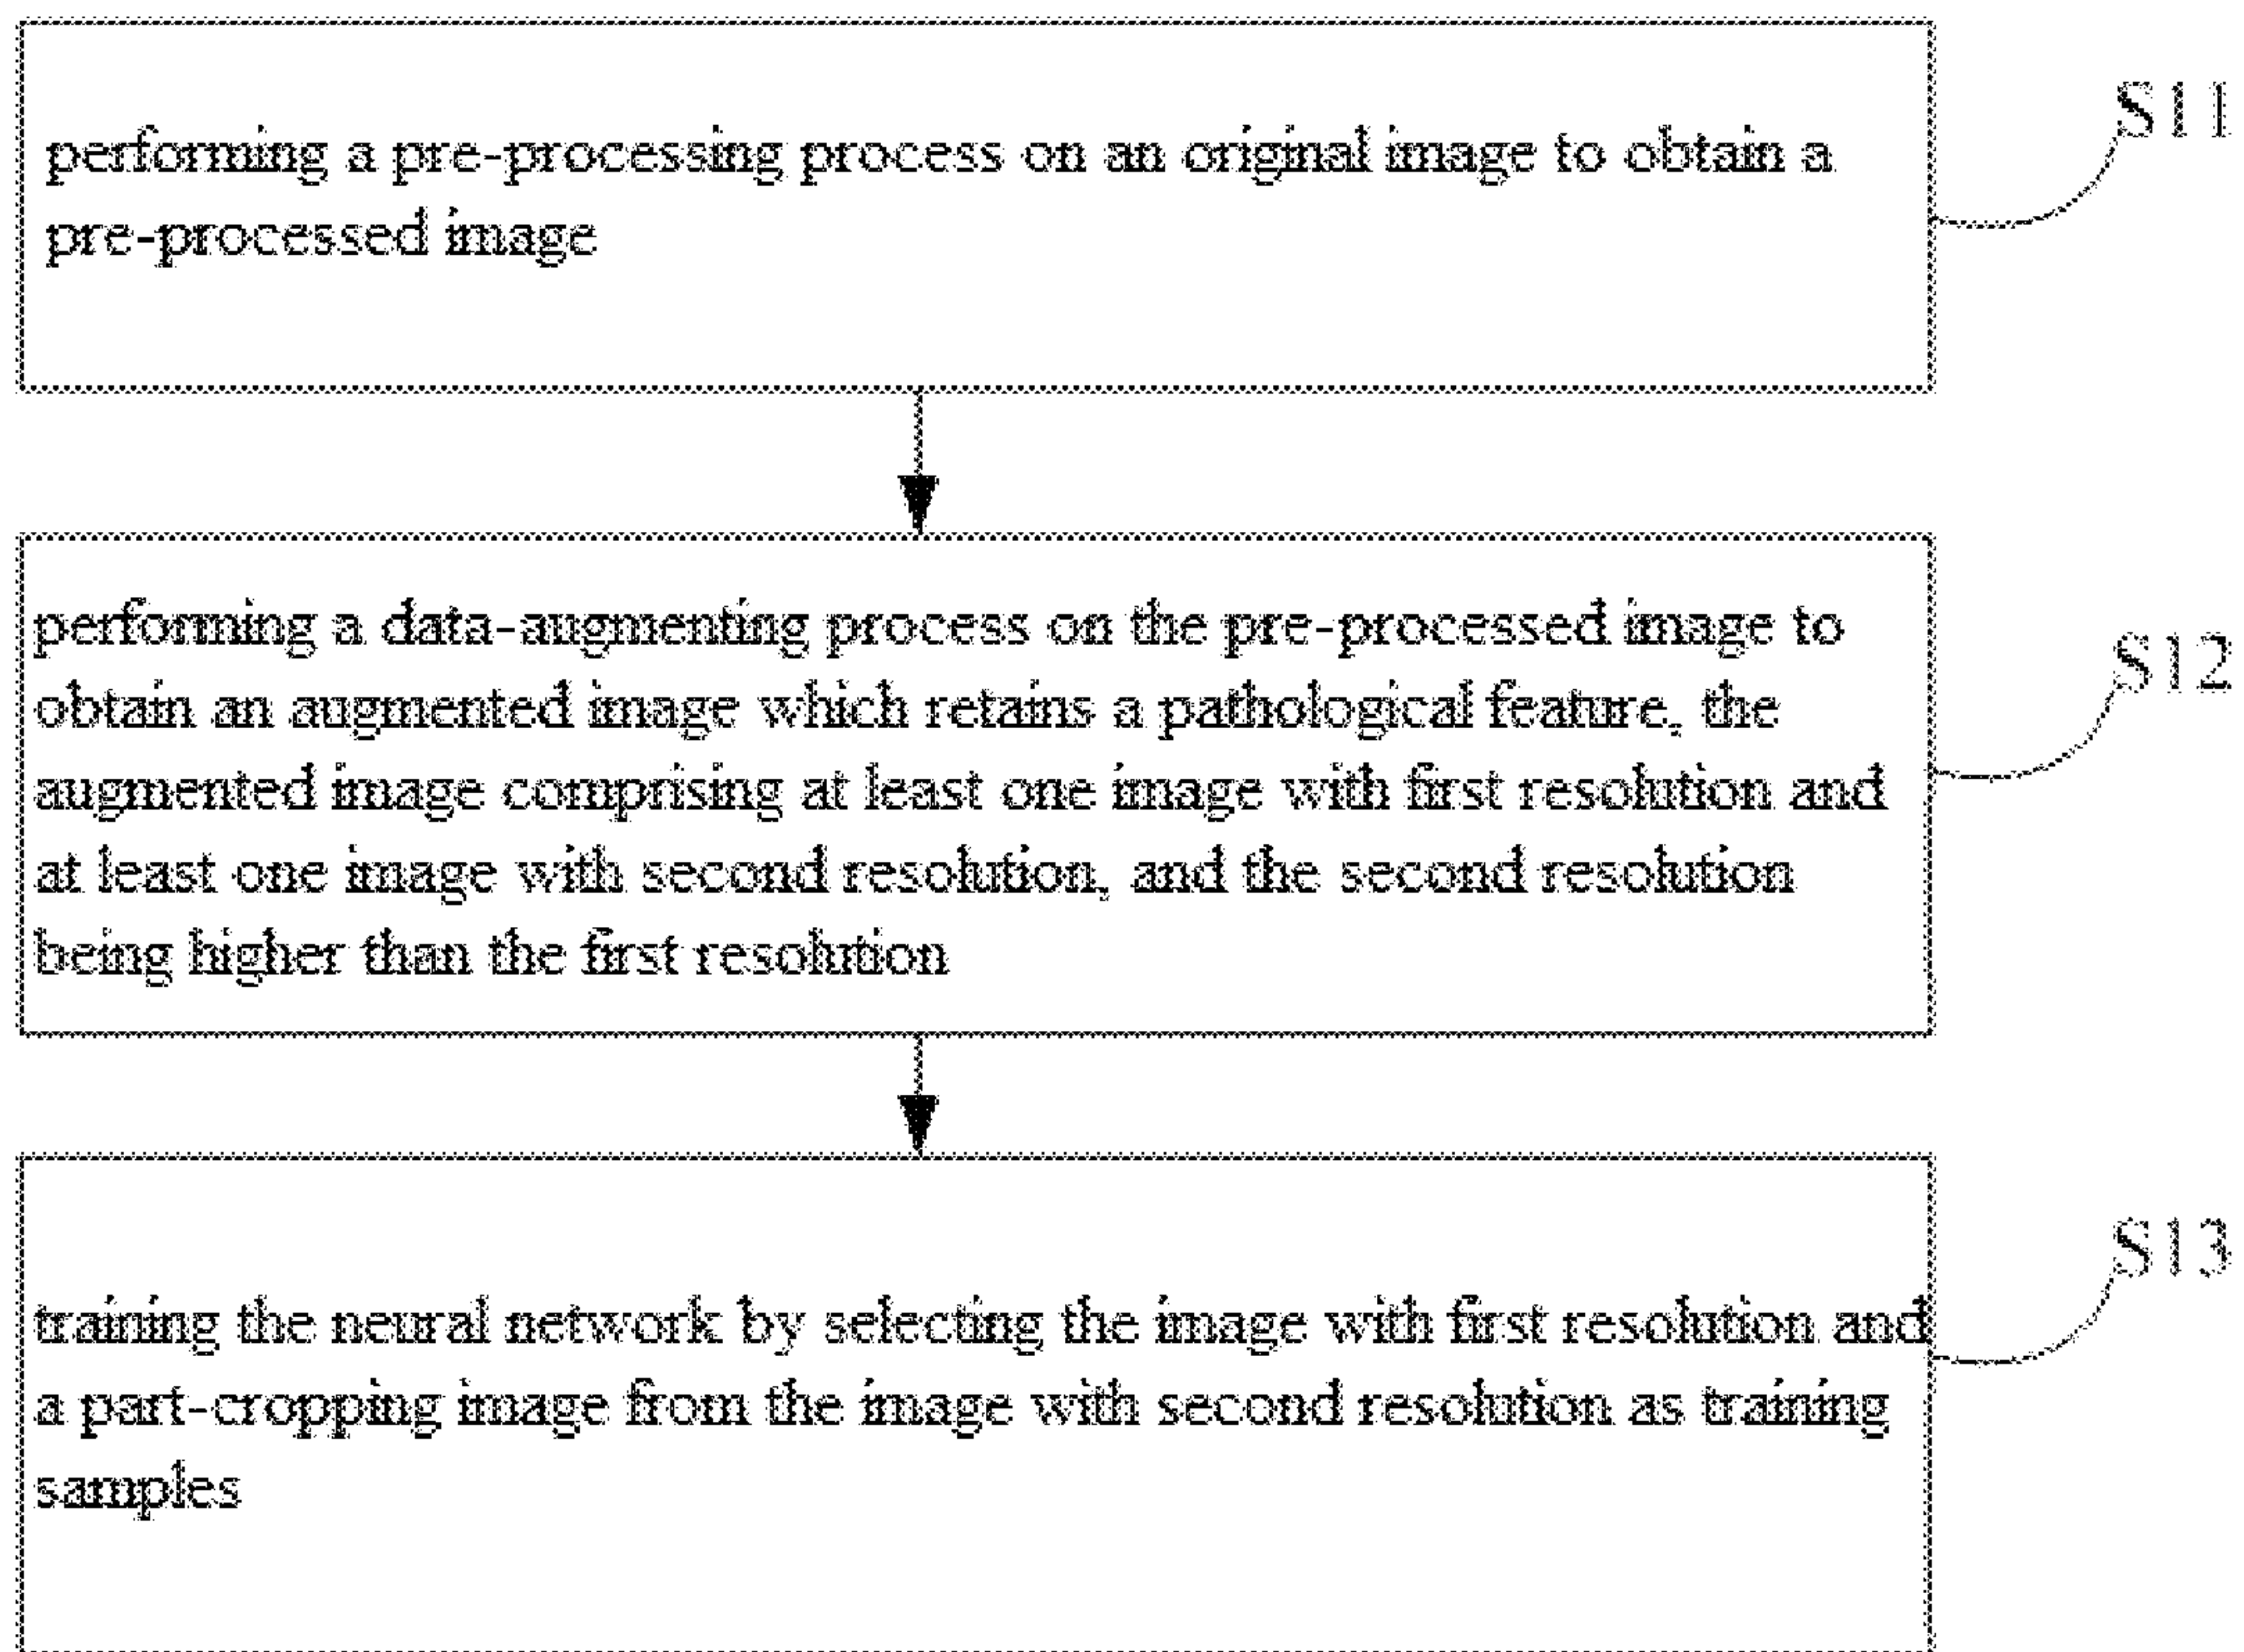 S11
performing a pre-processing process on an original image to obtain a
pre-processed image
S12
performing a data-augmenting process on the pre-processed image to
obtain an augmented image which retains a pathological feature, the
augmented image comprising at least one image with first resolution and
at least one image with second resolution, and the second resolution
being higher than the first resolution
S13
training the neural network by selecting the image with first resolution and
a part-cropping image from the image with second resolution as training
samples